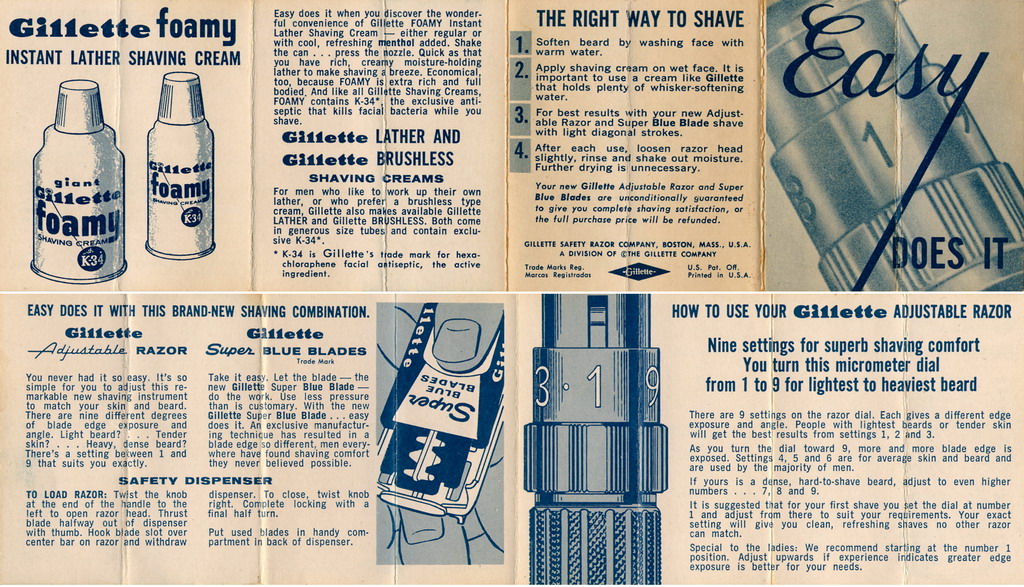 Gillette foamy
INSTANT LATHER SHAVING CREAM
giant
Gillette
foamy
SHAVING CREAM
K-34
Gillette
foamy
SHAVING CREAM
K-34
Easy does it when you discover the wonder-
ful convenience of Gillette FOAMY Instant
Lather Shaving Cream — either regular or
with cool, refreshing menthol added. Shake
the can . . . press the nozzle. Quick as that
you have rich, creamy moisture-holding
lather to make shaving a breeze. Economical,
too, because FOAMY is extra rich and full
bodied. And like all Gillette Shaving Creams,
FOAMY contains K-34*, the exclusive anti-
septic that kills facial bacteria while you
shave.
Gillette LATHER AND
Gillette BRUSHLESS
SHAVING CREAMS
For men who like to work up their own
lather, or who prefer a brushless type
cream, Gillette also makes available Gillette
LATHER and Gillette BRUSHLESS. Both come
in generous size tubes and contain exclu-
sive K-34*.
* K-34 is Gillette's trade mark for hexa-
chloraphene facial antiseptic, the active
ingredient.
THE RIGHT WAY TO SHAVE
1. Soften beard by washing face with
warm water.
2. Apply shaving cream on wet face. It is
important to use a cream like Gillette
that holds plenty of whisker-softening
water.
3. For best results with your new Adjust-
able Razor and Super Blue Blade shave
with light diagonal strokes.
4. After each use, loosen razor head
slightly, rinse and shake out moisture.
Further drying is unnecessary.
Your new Gillette Adjustable Razor and Super
Blue Blades are unconditionally guaranteed
to give you complete shaving satisfaction, or
the full purchase price will be refunded.
GILLETTE SAFETY RAZOR COMPANY, BOSTON, MASS., U.S.A.
A DIVISION OF ©THE GILLETTE COMPANY
Trade Marks Reg.
Marcas Registradas
Gillette
U.S. Pat. Off.
Printed in U.S.A.
Easy
1
DOES IT
EASY DOES IT WITH THIS BRAND-NEW SHAVING COMBINATION.
Gillette
Adjustable RAZOR
You never had it so easy. It's so
simple for you to adjust this re-
markable new shaving instrument
to match your skin and beard.
There are nine different degrees
of blade edge exposure and
angle. Light beard? . . . Tender
skin? . . . Heavy, dense beard?
There's a setting between 1 and
9 that suits you exactly.
Gillette
Super BLUE BLADES
Trade Mark
Take it easy. Let the blade — the
new Gillette Super Blue Blade —
do the work. Use less pressure
than is customary. With the new
Gillette Super Blue Blade . . . easy
does it. An exclusive manufactur-
ing technique has resulted in a
blade edge so different, men every-
where have found shaving comfort
they never believed possible.
SAFETY DISPENSER
TO LOAD RAZOR: Twist the knob
at the end of the handle to the
left to open razor head. Thrust
blade halfway out of dispenser
with thumb. Hook blade slot over
center bar on razor and withdraw
dispenser. To close, twist knob
right. Complete locking with a
final half turn.
Put used blades in handy com-
partment in back of dispenser.
Super
BLUE
BLADES
3 · 1 9
HOW TO USE YOUR Gillette ADJUSTABLE RAZOR
Nine settings for superb shaving comfort
You turn this micrometer dial
from 1 to 9 for lightest to heaviest beard
There are 9 settings on the razor dial. Each gives a different edge
exposure and angle. People with lightest beards or tender skin
will get the best results from settings 1, 2 and 3.
As you turn the dial toward 9, more and more blade edge is
exposed. Settings 4, 5 and 6 are for average skin and beard and
are used by the majority of men.
If yours is a dense, hard-to-shave beard, adjust to even higher
numbers . . . 7, 8 and 9.
It is suggested that for your first shave you set the dial at number
1 and adjust from there to suit your requirements. Your exact
setting will give you clean, refreshing shaves no other razor
can match.
Special to the ladies: We recommend starting at the number 1
position. Adjust upwards if experience indicates greater edge
exposure is better for your needs.